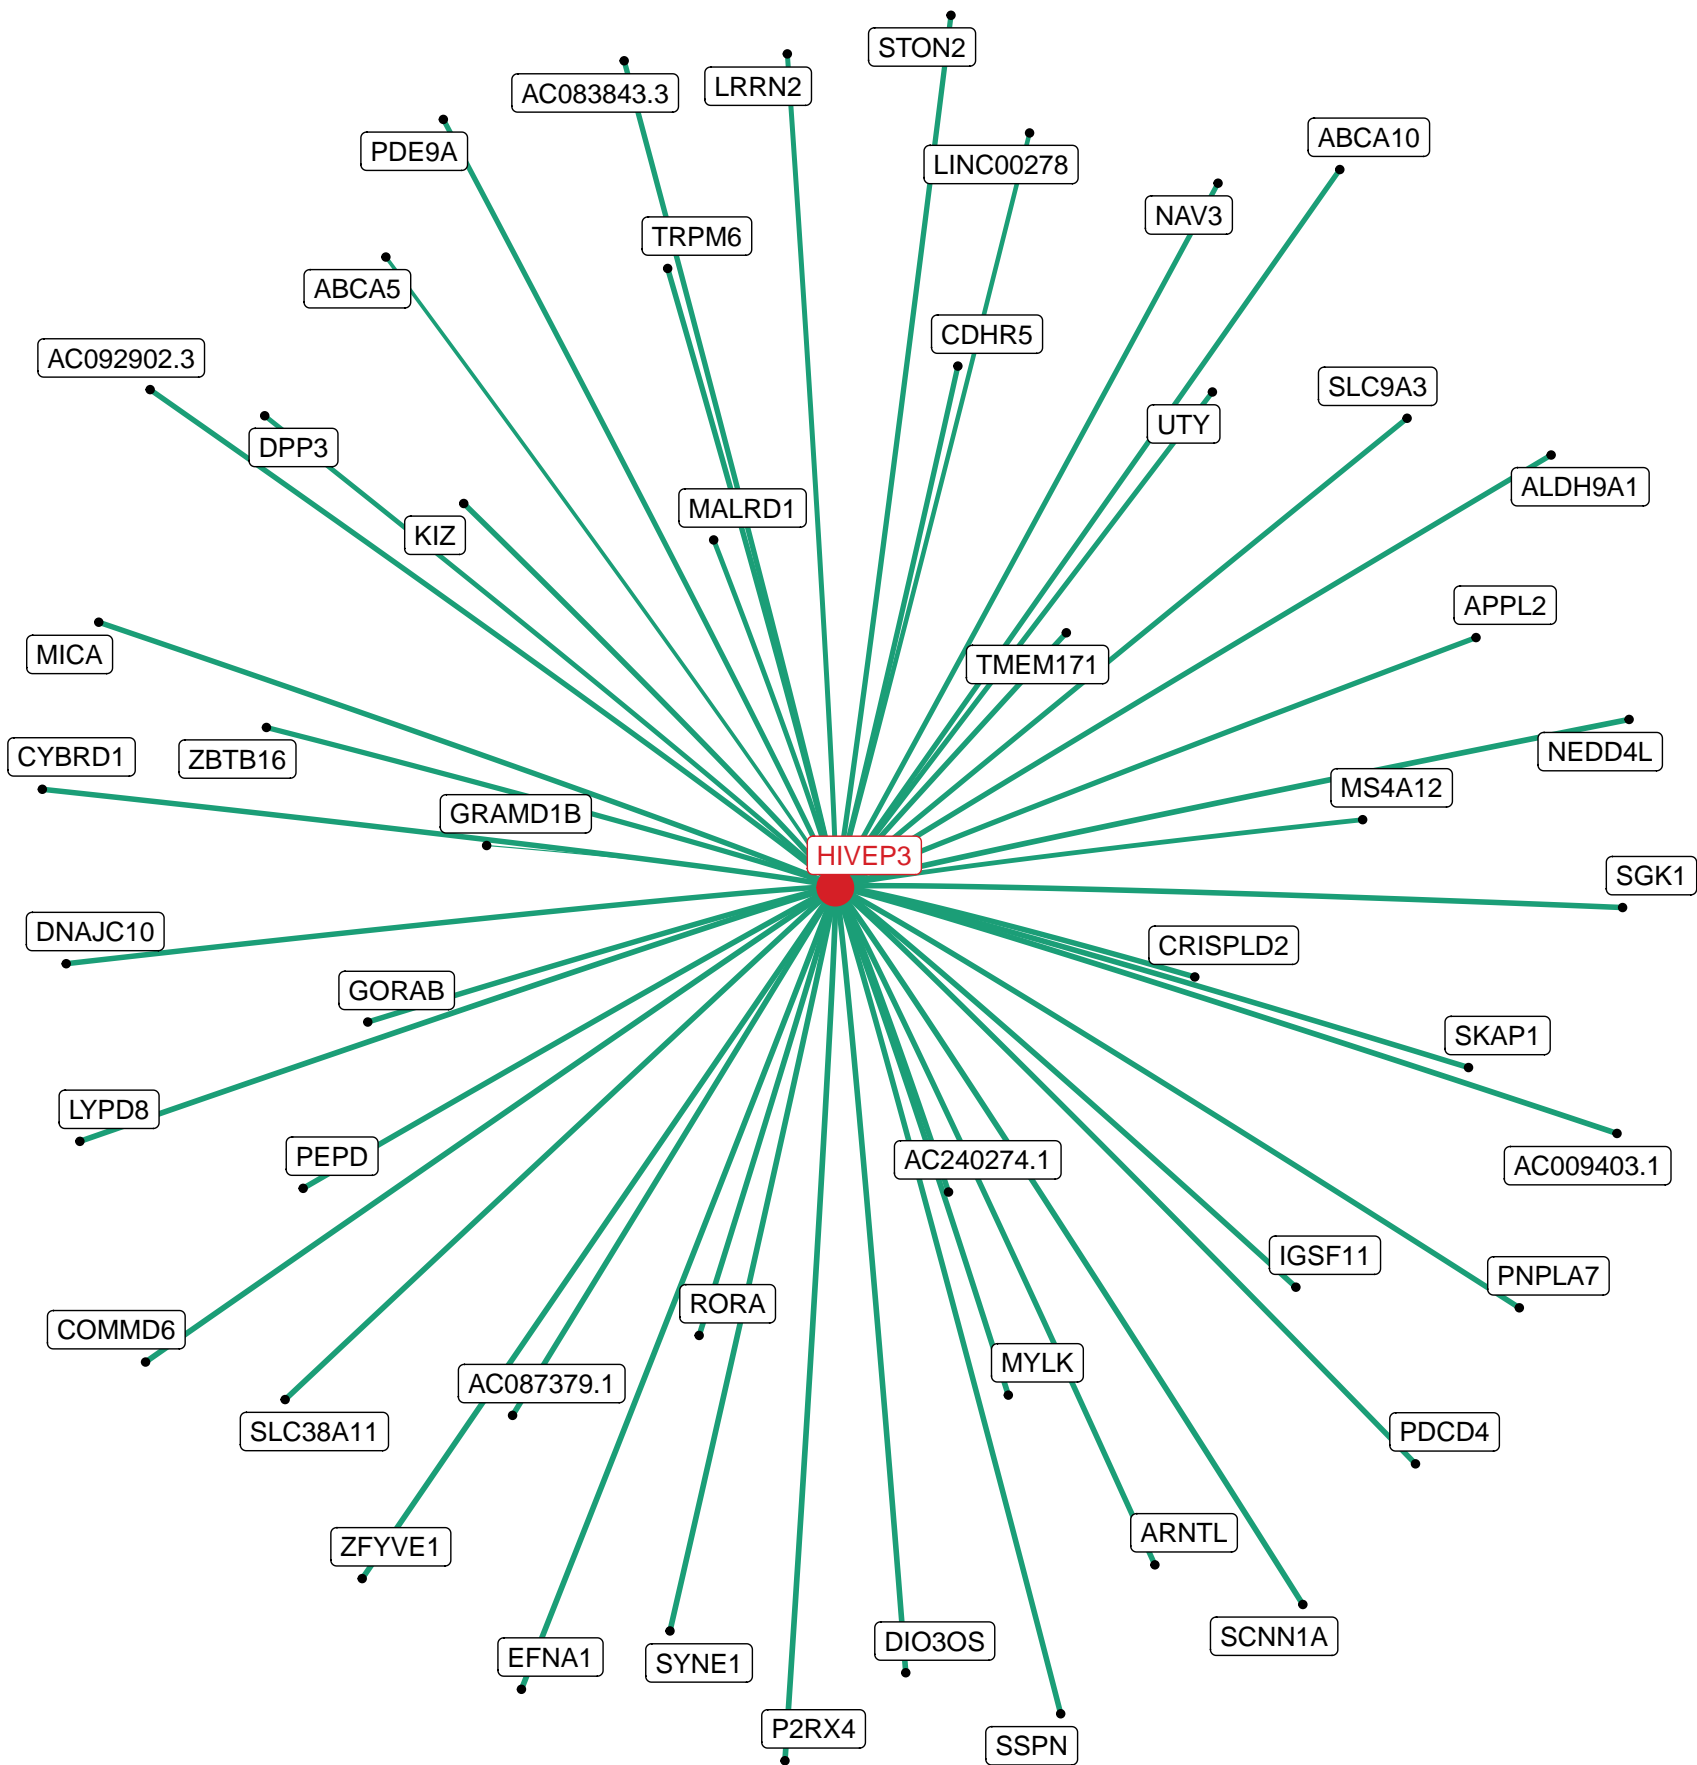 STON2
AC083843.3
LRRN2
ABCA10
PDE9A
LINC00278
NAV3
TRPM6
ABCA5
CDHR5
AC092902.3
SLC9A3
UTY
DPP3
ALDH9A1
MALRD1
KIZ
APPL2
MICA
TMEM171
NEDD4L
CYBRD1
ZBTB16
MS4A12
GRAMD1B
HIVEP3
SGK1
DNAJC10
CRISPLD2
GORAB
SKAP1
LYPD8
PEPD
AC240274.1
AC009403.1
IGSF11
PNPLA7
RORA
COMMD6
MYLK
AC087379.1
SLC38A11
PDCD4
ARNTL
ZFYVE1
SCNN1A
DIO3OS
EFNA1
SYNE1
P2RX4
SSPN